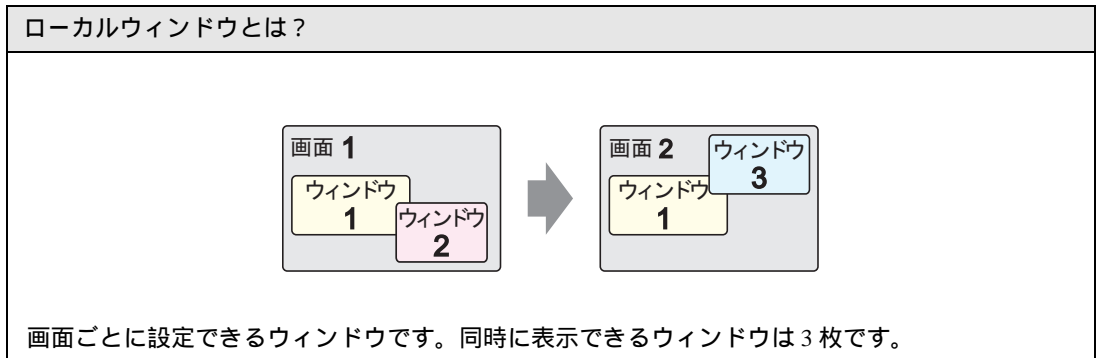 ローカルウィンドウとは？
画面 1
ウィンドウ
1
ウィンドウ
2
画面 2
ウィンドウ
3
ウィンドウ
1
画面ごとに設定できるウィンドウです。同時に表示できるウィンドウは 3 枚です。